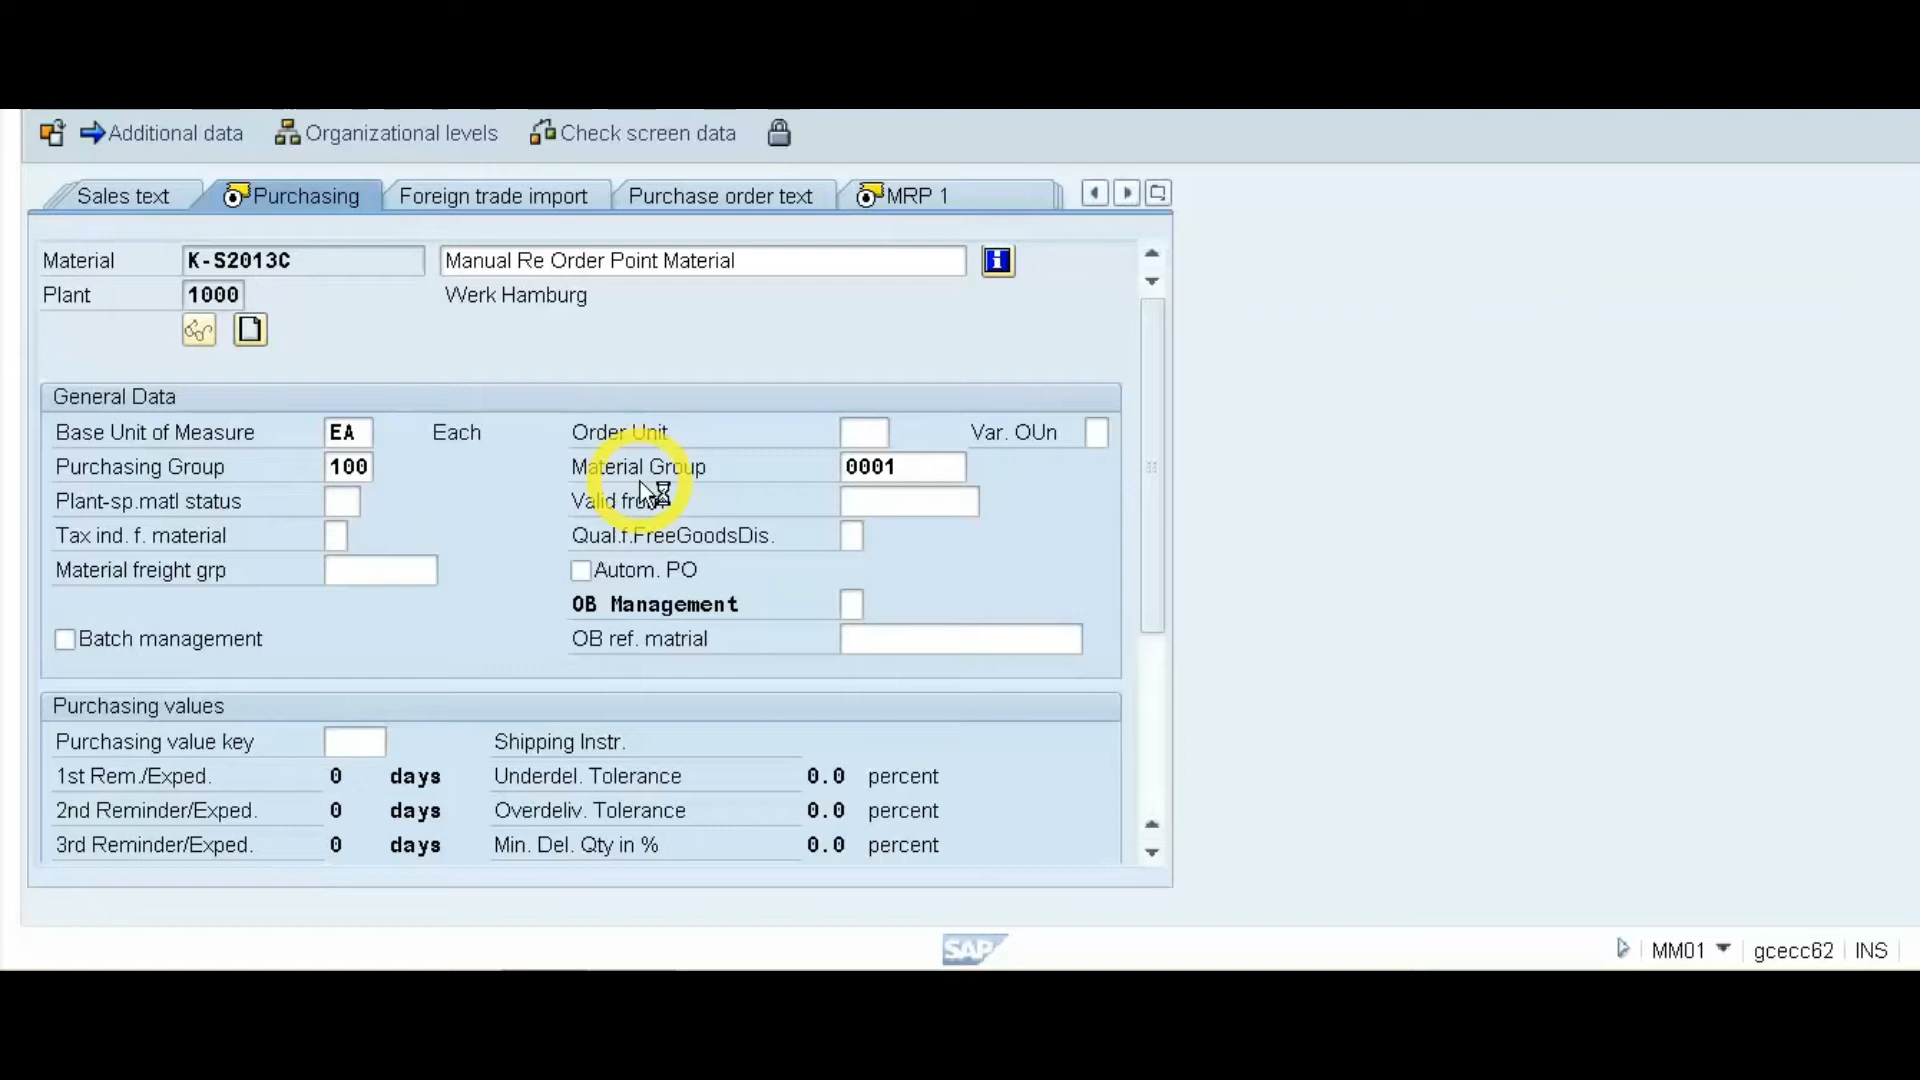 Additional data Organizational levels Check screen data
Sales text Purchasing Foreign trade import Purchase order text MRP 1
Material K-S2013C Manual Re Order Point Material
Plant 1000 Werk Hamburg
General Data
Base Unit of Measure EA Each Order Unit Var. OUn
Purchasing Group 100 Material Group 0001
Plant-sp.matl status Valid from
Tax ind. f. material Qual.f.FreeGoodsDis.
Material freight grp Autom. PO
OB Management
Batch management OB ref. matrial
Purchasing values
Purchasing value key Shipping Instr.
1st Rem./Exped. 0 days Underdel. Tolerance 0.0 percent
2nd Reminder/Exped. 0 days Overdeliv. Tolerance 0.0 percent
3rd Reminder/Exped. 0 days Min. Del. Qty in % 0.0 percent
SAP MM01 gcecc62 INS